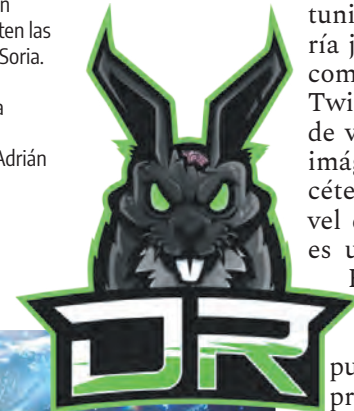 n
ten las
Soria.
a
Adrián
DR
tuni
ría j
com
Twi
de v
imág
céte
vel
es u
pu
pr